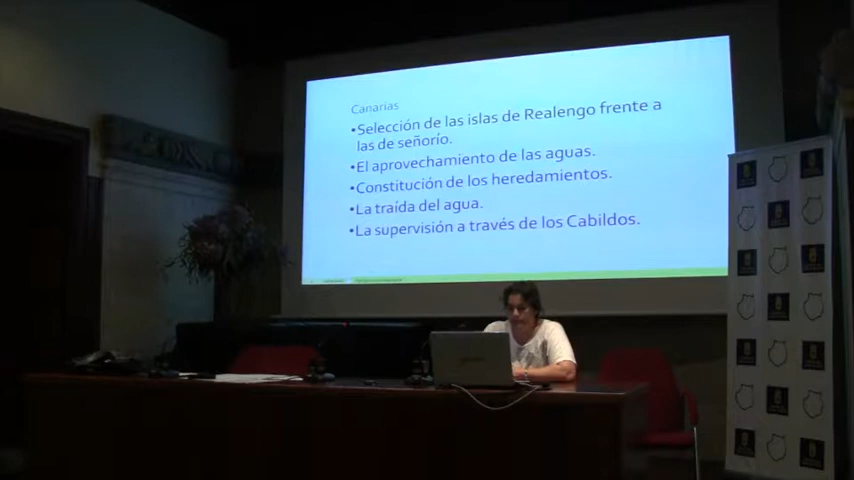 Canarias
•Selección de las islas de Realengo frente a
las de señorío.
•El aprovechamiento de las aguas.
•Constitución de los heredamientos.
•La traída del agua.
•La supervisión a través de los Cabildos.